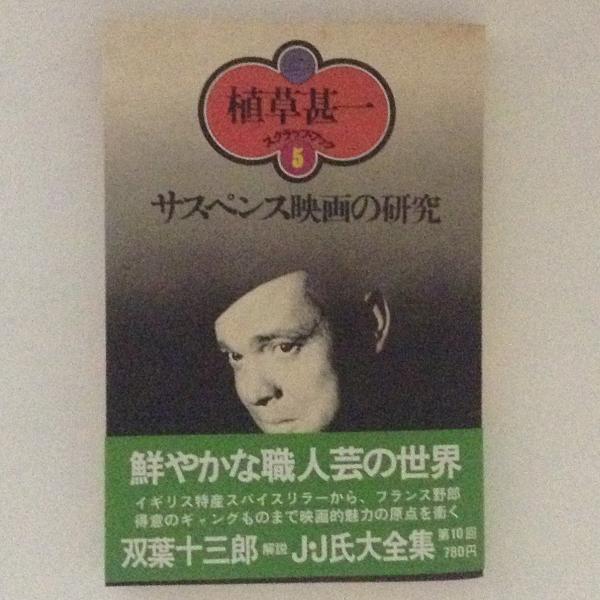 植草甚一
スクラップ・ブック
5
サスペンス映画の研究
鮮やかな職人芸の世界
イギリス特産スパイスリラーから、フランス野郎
得意のギャングものまで映画的魅力の原点を衝く
双葉十三郎 解説 J・J氏大全集 第10回
780円